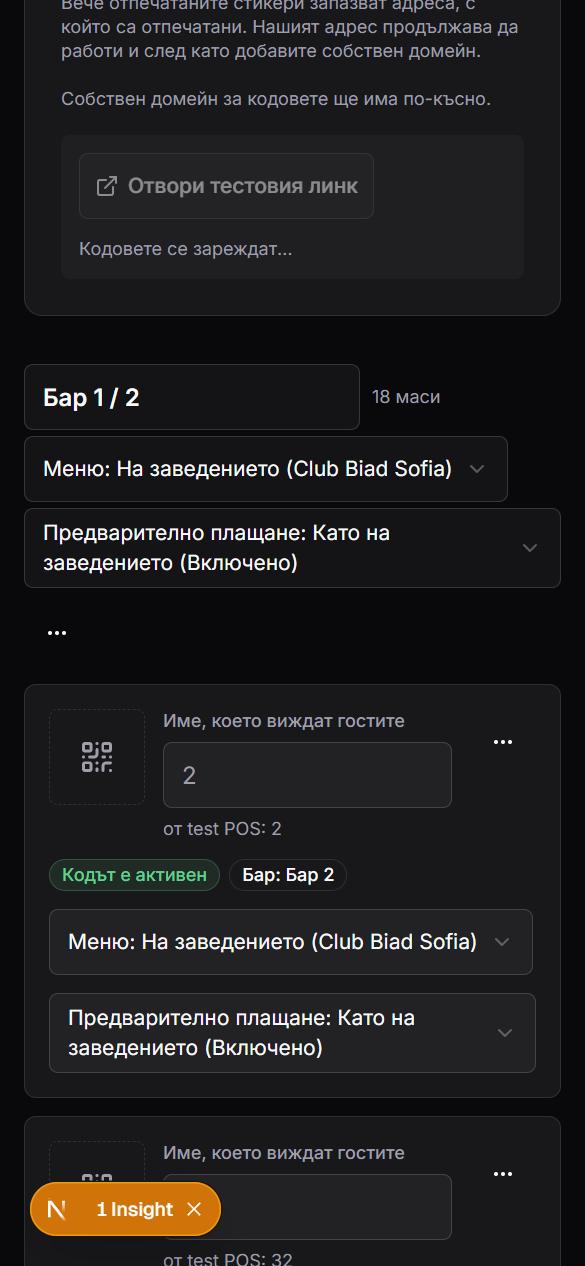 Вече отпечатаните стикери запазват адреса, с
който са отпечатани. Нашият адрес продължава да
работи и след като добавите собствен домейн.
Собствен домейн за кодовете ще има по-късно.
Отвори тестовия линк
Кодовете се зареждат...
Бар 1 / 2
18 маси
Меню: На заведението (Club Biad Sofia)
Предварително плащане: Като на
заведението (Включено)
Име, което виждат гостите
2
от test POS: 2
Кодът е активен
Бар: Бар 2
Меню: На заведението (Club Biad Sofia)
Предварително плащане: Като на
заведението (Включено)
Име, което виждат гостите
N 1 Insight
от test POS: 32